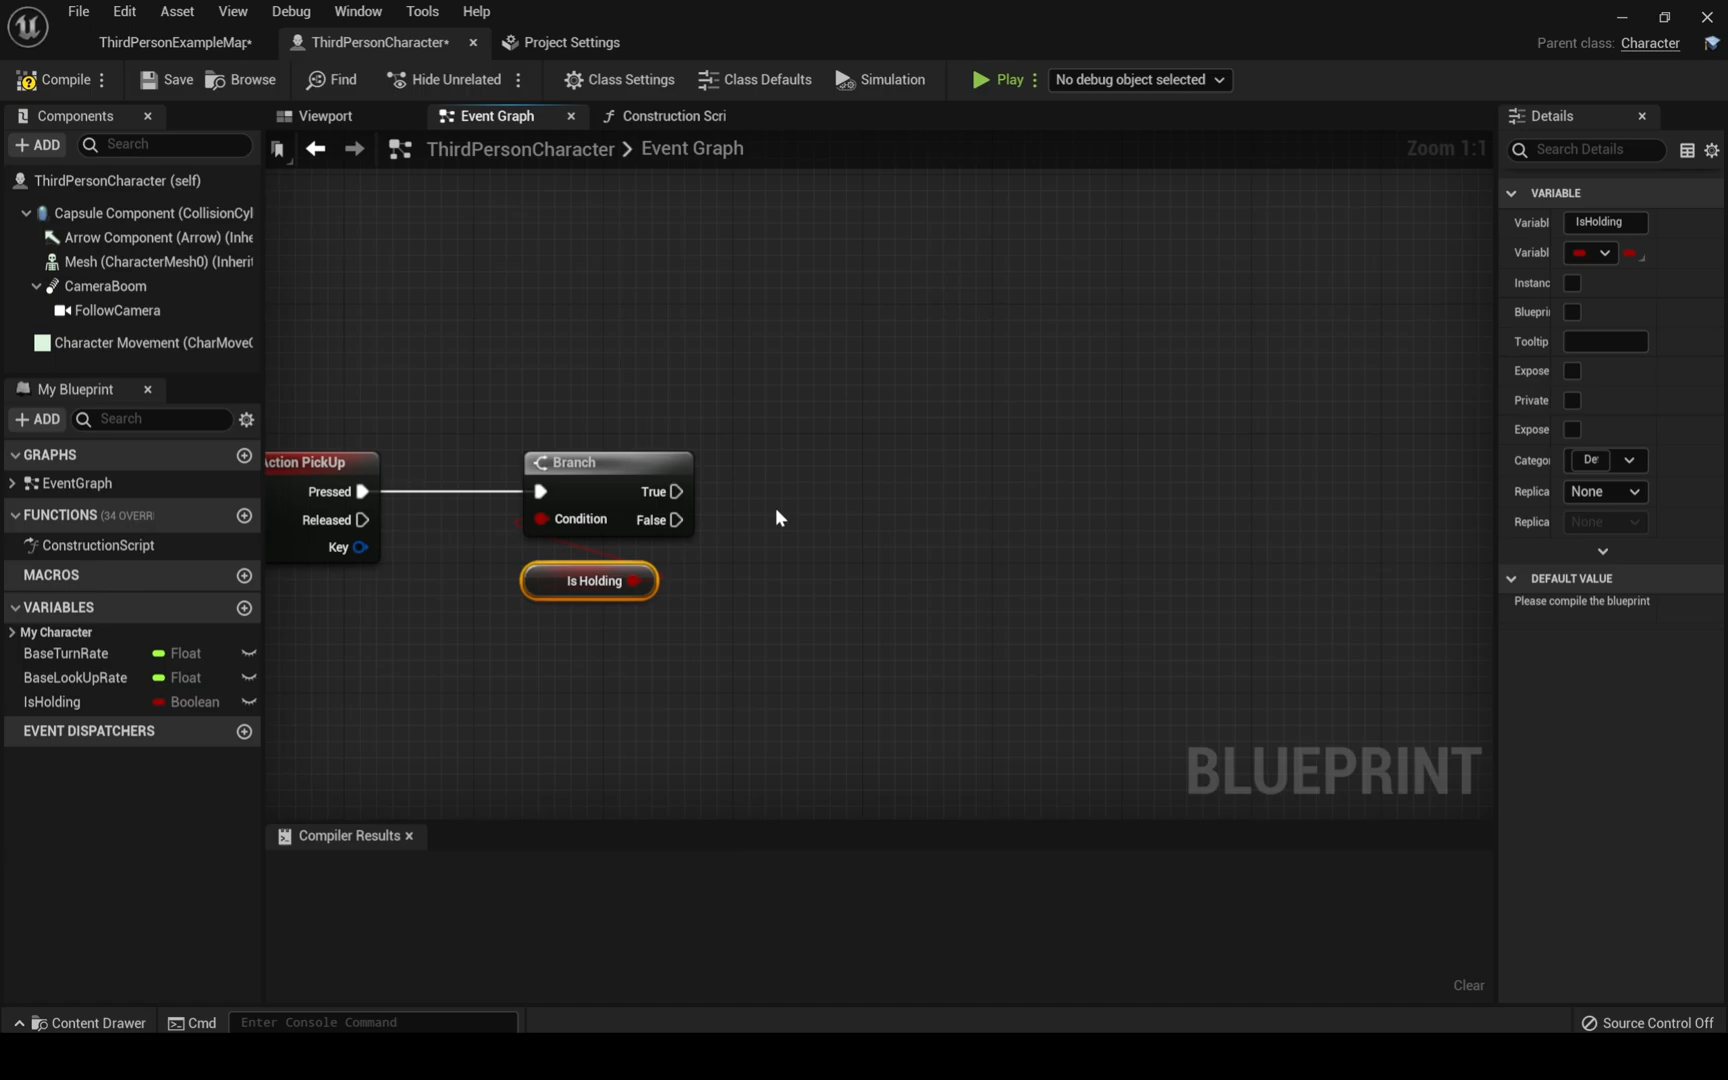 File Edit Asset View Debug Window Tools Help
ThirdPersonExampleMap* ThirdPersonCharacter* Project Settings
Parent class: Character
Compile Save Browse Find Hide Unrelated Class Settings Class Defaults Simulation Play No debug object selected
Components
Viewport Event Graph Construction Scri
Details
ADD Search
ThirdPersonCharacter > Event Graph Zoom 1:1
Search Details
ThirdPersonCharacter (self)
Capsule Component (CollisionCyl
Arrow Component (Arrow) (Inhe
Mesh (CharacterMesh0) (Inherit
CameraBoom
FollowCamera
Character Movement (CharMoveC
My Blueprint
ADD Search
GRAPHS
EventGraph
FUNCTIONS (34 OVERRI
ConstructionScript
MACROS
VARIABLES
My Character
BaseTurnRate Float
BaseLookUpRate Float
IsHolding Boolean
EVENT DISPATCHERS
Action PickUp
Pressed
Released
Key
Branch
True
Condition False
Is Holding
BLUEPRINT
VARIABLE
Variabl IsHolding
Variabl
Instanc
Blueprin
Tooltip
Expose
Private
Expose
Categor De
Replica None
Replica None
DEFAULT VALUE
Please compile the blueprint
Compiler Results
Clear
Content Drawer Cmd Enter Console Command Source Control Off